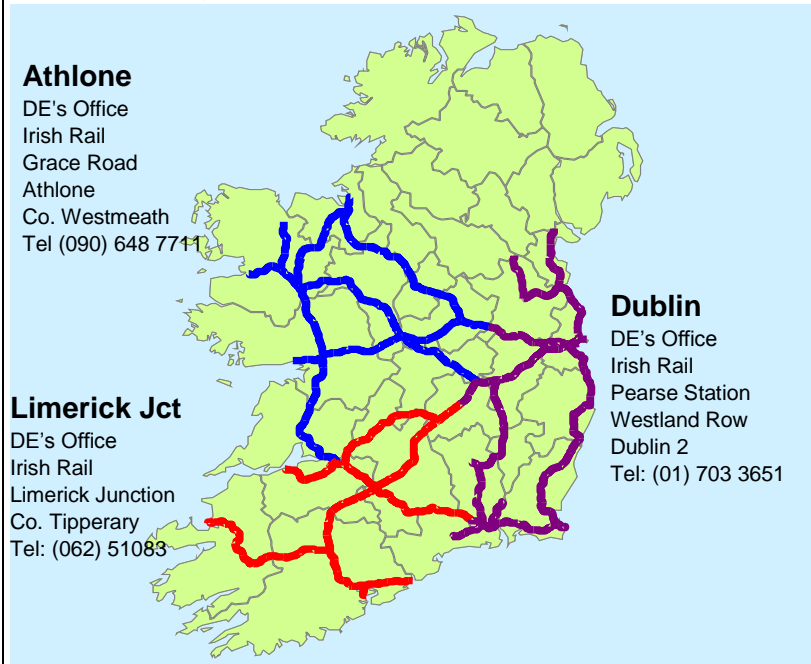 Athlone
DE's Office
Irish Rail
Grace Road
Athlone
Co. Westmeath
Tel (090) 648 7711
Dublin
DE's Office
Irish Rail
Pearse Station
Westland Row
Dublin 2
Tel: (01) 703 3651
Limerick Jct
DE's Office
Irish Rail
Limerick Junction
Co. Tipperary
Tel: (062) 51083